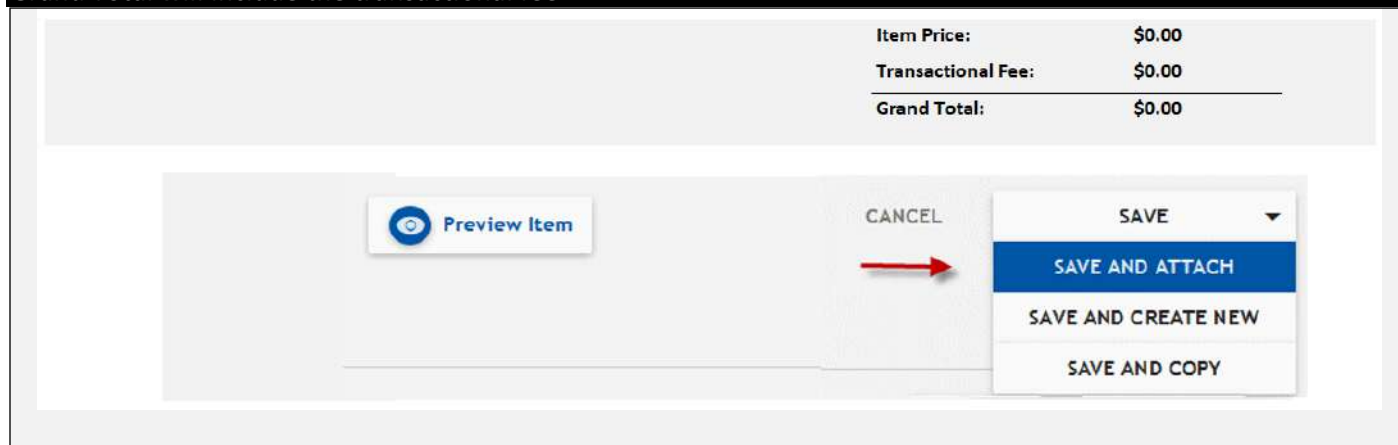 Item Price: $0.00
Transactional Fee: $0.00
Grand Total: $0.00
Preview Item
CANCEL
SAVE
SAVE AND ATTACH
SAVE AND CREATE NEW
SAVE AND COPY